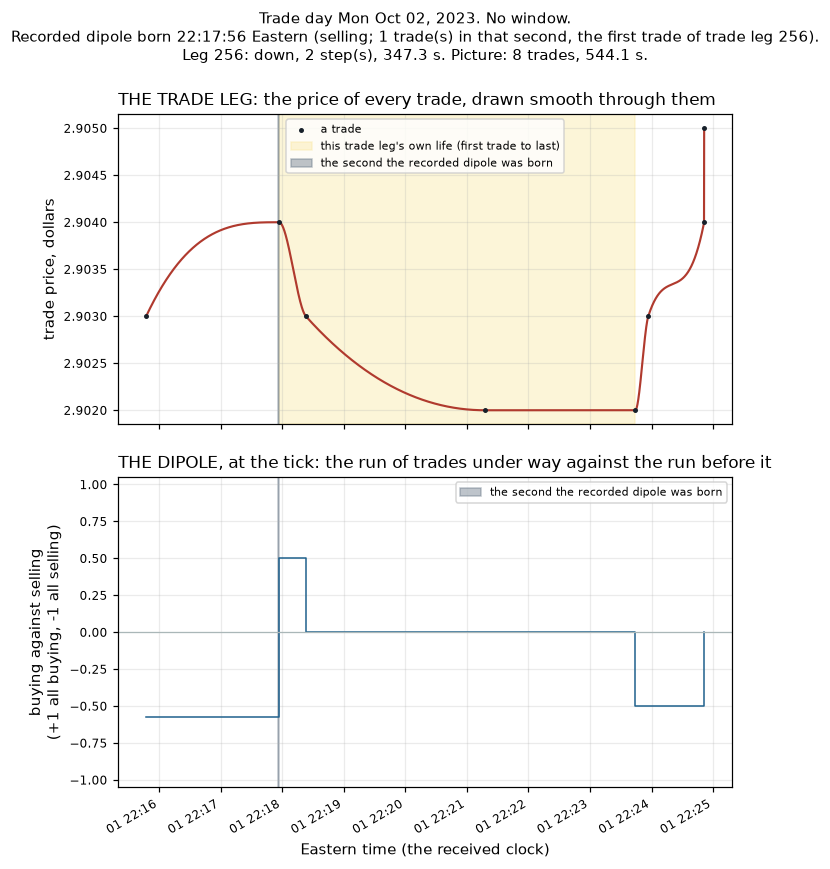 Trade day Mon Oct 02, 2023. No window.
Recorded dipole born 22:17:56 Eastern (selling; 1 trade(s) in that second, the first trade of trade leg 256).
Leg 256: down, 2 step(s), 347.3 s. Picture: 8 trades, 544.1 s.
THE TRADE LEG: the price of every trade, drawn smooth through them
a trade
this trade leg's own life (first trade to last)
the second the recorded dipole was born
2.9050
2.9045
2.9040
2.9035
2.9030
2.9025
2.9020
trade price, dollars
THE DIPOLE, at the tick: the run of trades under way against the run before it
the second the recorded dipole was born
1.00
0.75
0.50
0.25
0.00
−0.25
−0.50
−0.75
−1.00
buying against selling
(+1 all buying, -1 all selling)
01 22:16
01 22:17
01 22:18
01 22:19
01 22:20
01 22:21
01 22:22
01 22:23
01 22:24
01 22:25
Eastern time (the received clock)